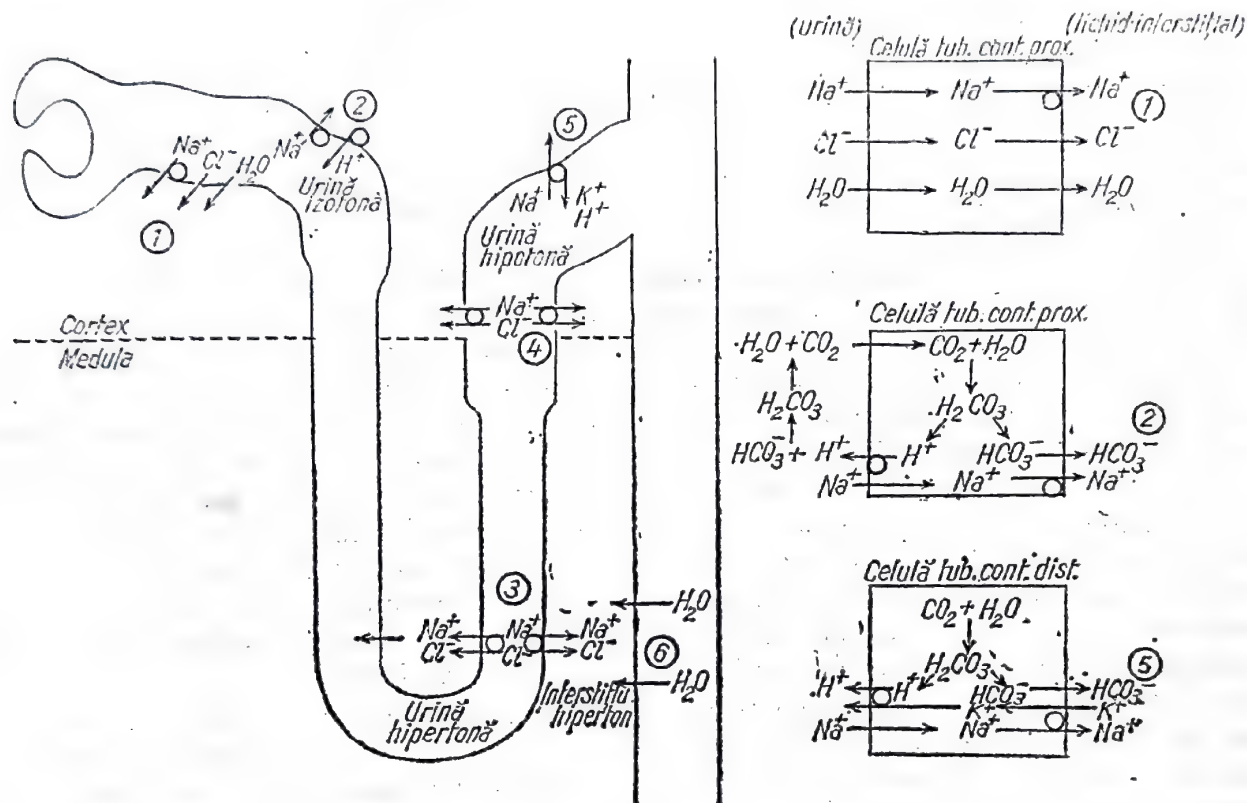 ②
Na⁺
H⁺
Na⁺
Cl⁻
H₂O
①
Urină
izotonă
⑤
Na⁺
K⁺
H⁺
Urină
hipotonă
Na⁺
Cl⁻
④
Cortex
Medula
③
Na⁺ Na⁺ Na⁺
Cl⁻ Cl⁻ Cl⁻
H₂O
⑥
H₂O
Urină
hipertonă
Interstițiu
hiperton
(urină) (lichid interstițial)
Celulă tub. cont. prox.
Na⁺ Na⁺ Na⁺ ①
Cl⁻ Cl⁻ Cl⁻
H₂O H₂O H₂O
Celulă tub. cont. prox.
H₂O + CO₂ CO₂ + H₂O
H₂CO₃ H₂CO₃ ②
HCO₃⁻ + H⁺ H⁺ HCO₃⁻ HCO₃⁻
Na⁺ Na⁺ Na⁺
Celulă tub. cont. dist.
CO₂ + H₂O
H₂CO₃ ⑤
H⁺ H⁺ HCO₃⁻ HCO₃⁻
K⁺ K⁺
Na⁺ Na⁺ Na⁺